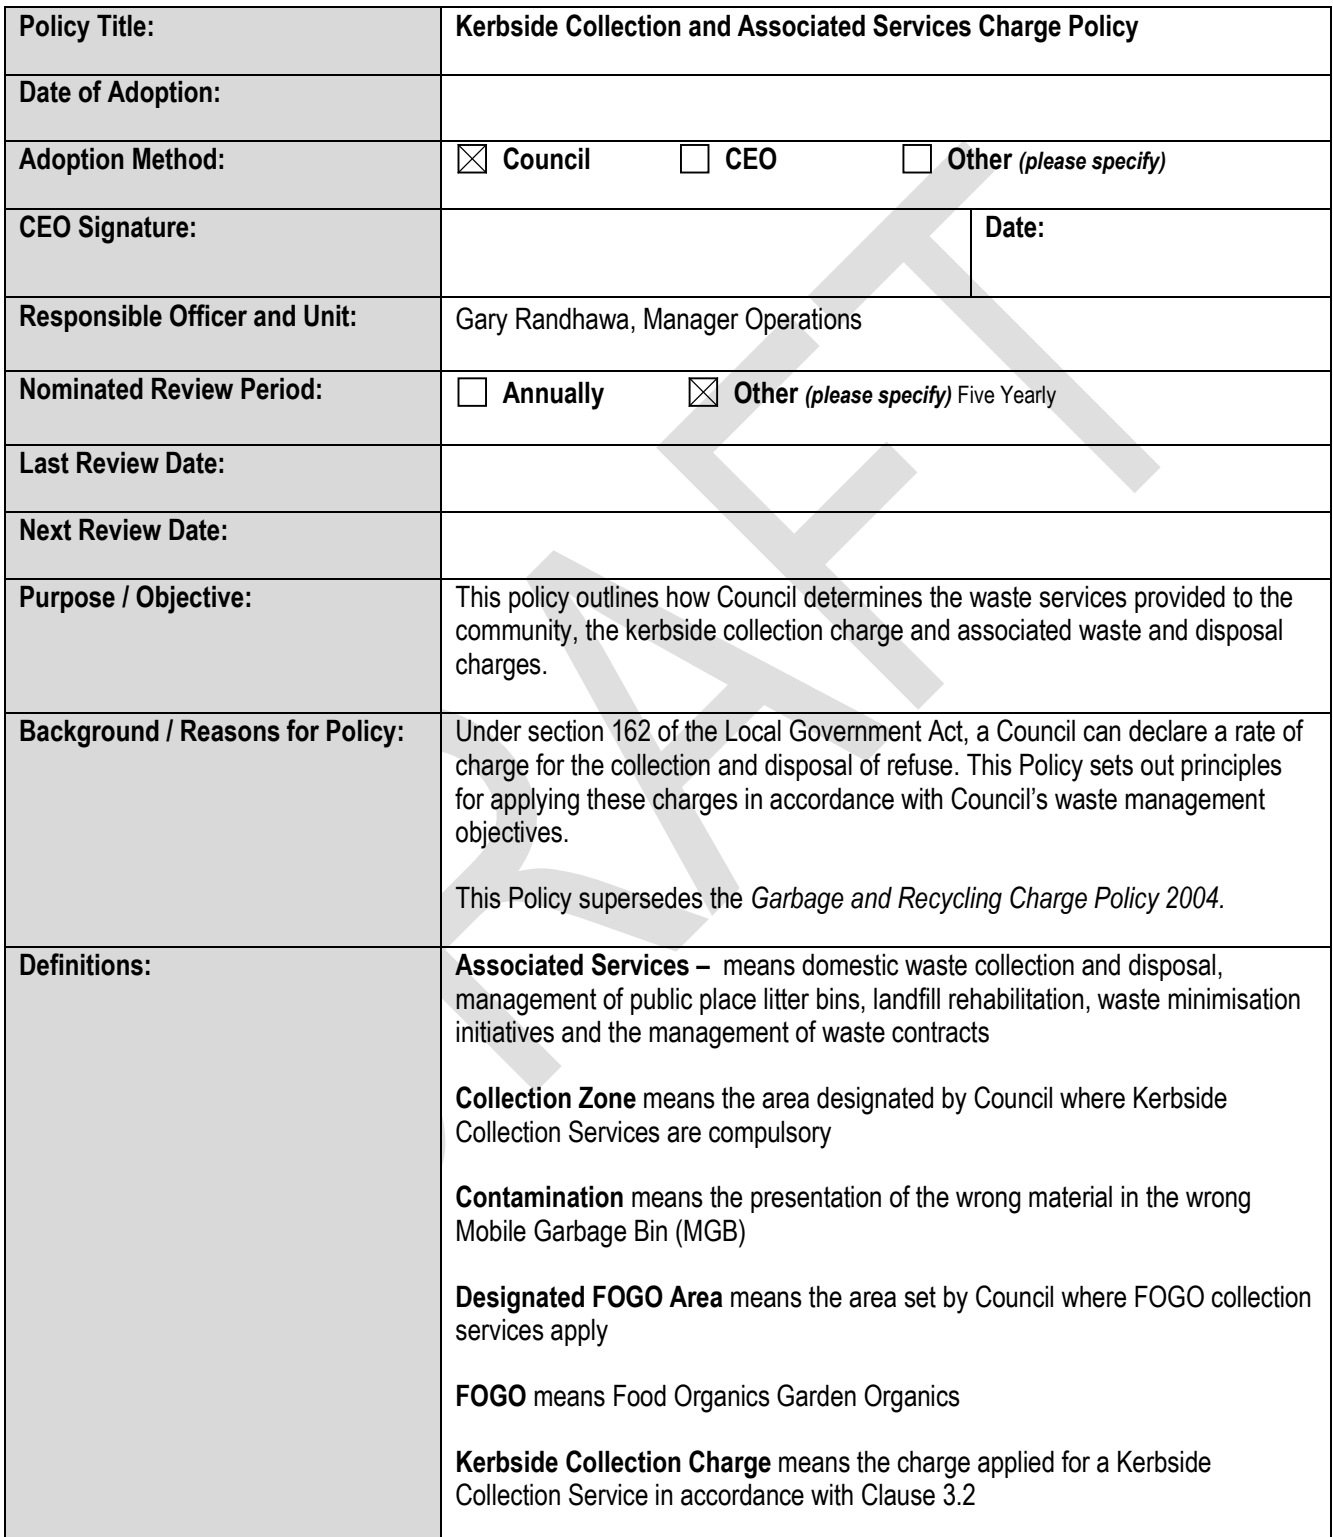 Policy Title:
Kerbside Collection and Associated Services Charge Policy
Date of Adoption:
Adoption Method:
☒ Council ☐ CEO ☐ Other (please specify)
CEO Signature:
Date:
Responsible Officer and Unit:
Gary Randhawa, Manager Operations
Nominated Review Period:
☐ Annually ☒ Other (please specify) Five Yearly
Last Review Date:
Next Review Date:
Purpose / Objective:
This policy outlines how Council determines the waste services provided to the
community, the kerbside collection charge and associated waste and disposal
charges.
Background / Reasons for Policy:
Under section 162 of the Local Government Act, a Council can declare a rate of
charge for the collection and disposal of refuse. This Policy sets out principles
for applying these charges in accordance with Council’s waste management
objectives.
This Policy supersedes the Garbage and Recycling Charge Policy 2004.
Definitions:
Associated Services – means domestic waste collection and disposal,
management of public place litter bins, landfill rehabilitation, waste minimisation
initiatives and the management of waste contracts
Collection Zone means the area designated by Council where Kerbside
Collection Services are compulsory
Contamination means the presentation of the wrong material in the wrong
Mobile Garbage Bin (MGB)
Designated FOGO Area means the area set by Council where FOGO collection
services apply
FOGO means Food Organics Garden Organics
Kerbside Collection Charge means the charge applied for a Kerbside
Collection Service in accordance with Clause 3.2
DRAFT